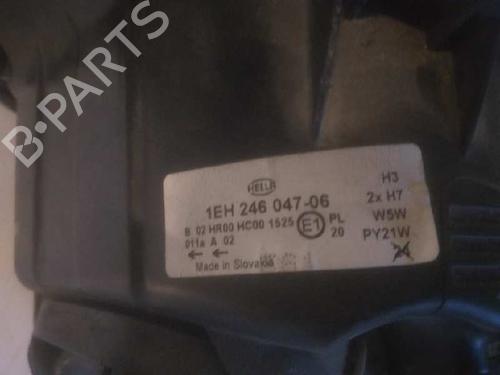 B-PARTS
HELLA
1EH 246 047-06
B 02 HR00 HC00 1525
011a A 02
E1
PL
20
Made in Slovakia
H3
2x H7
W5W
PY21W